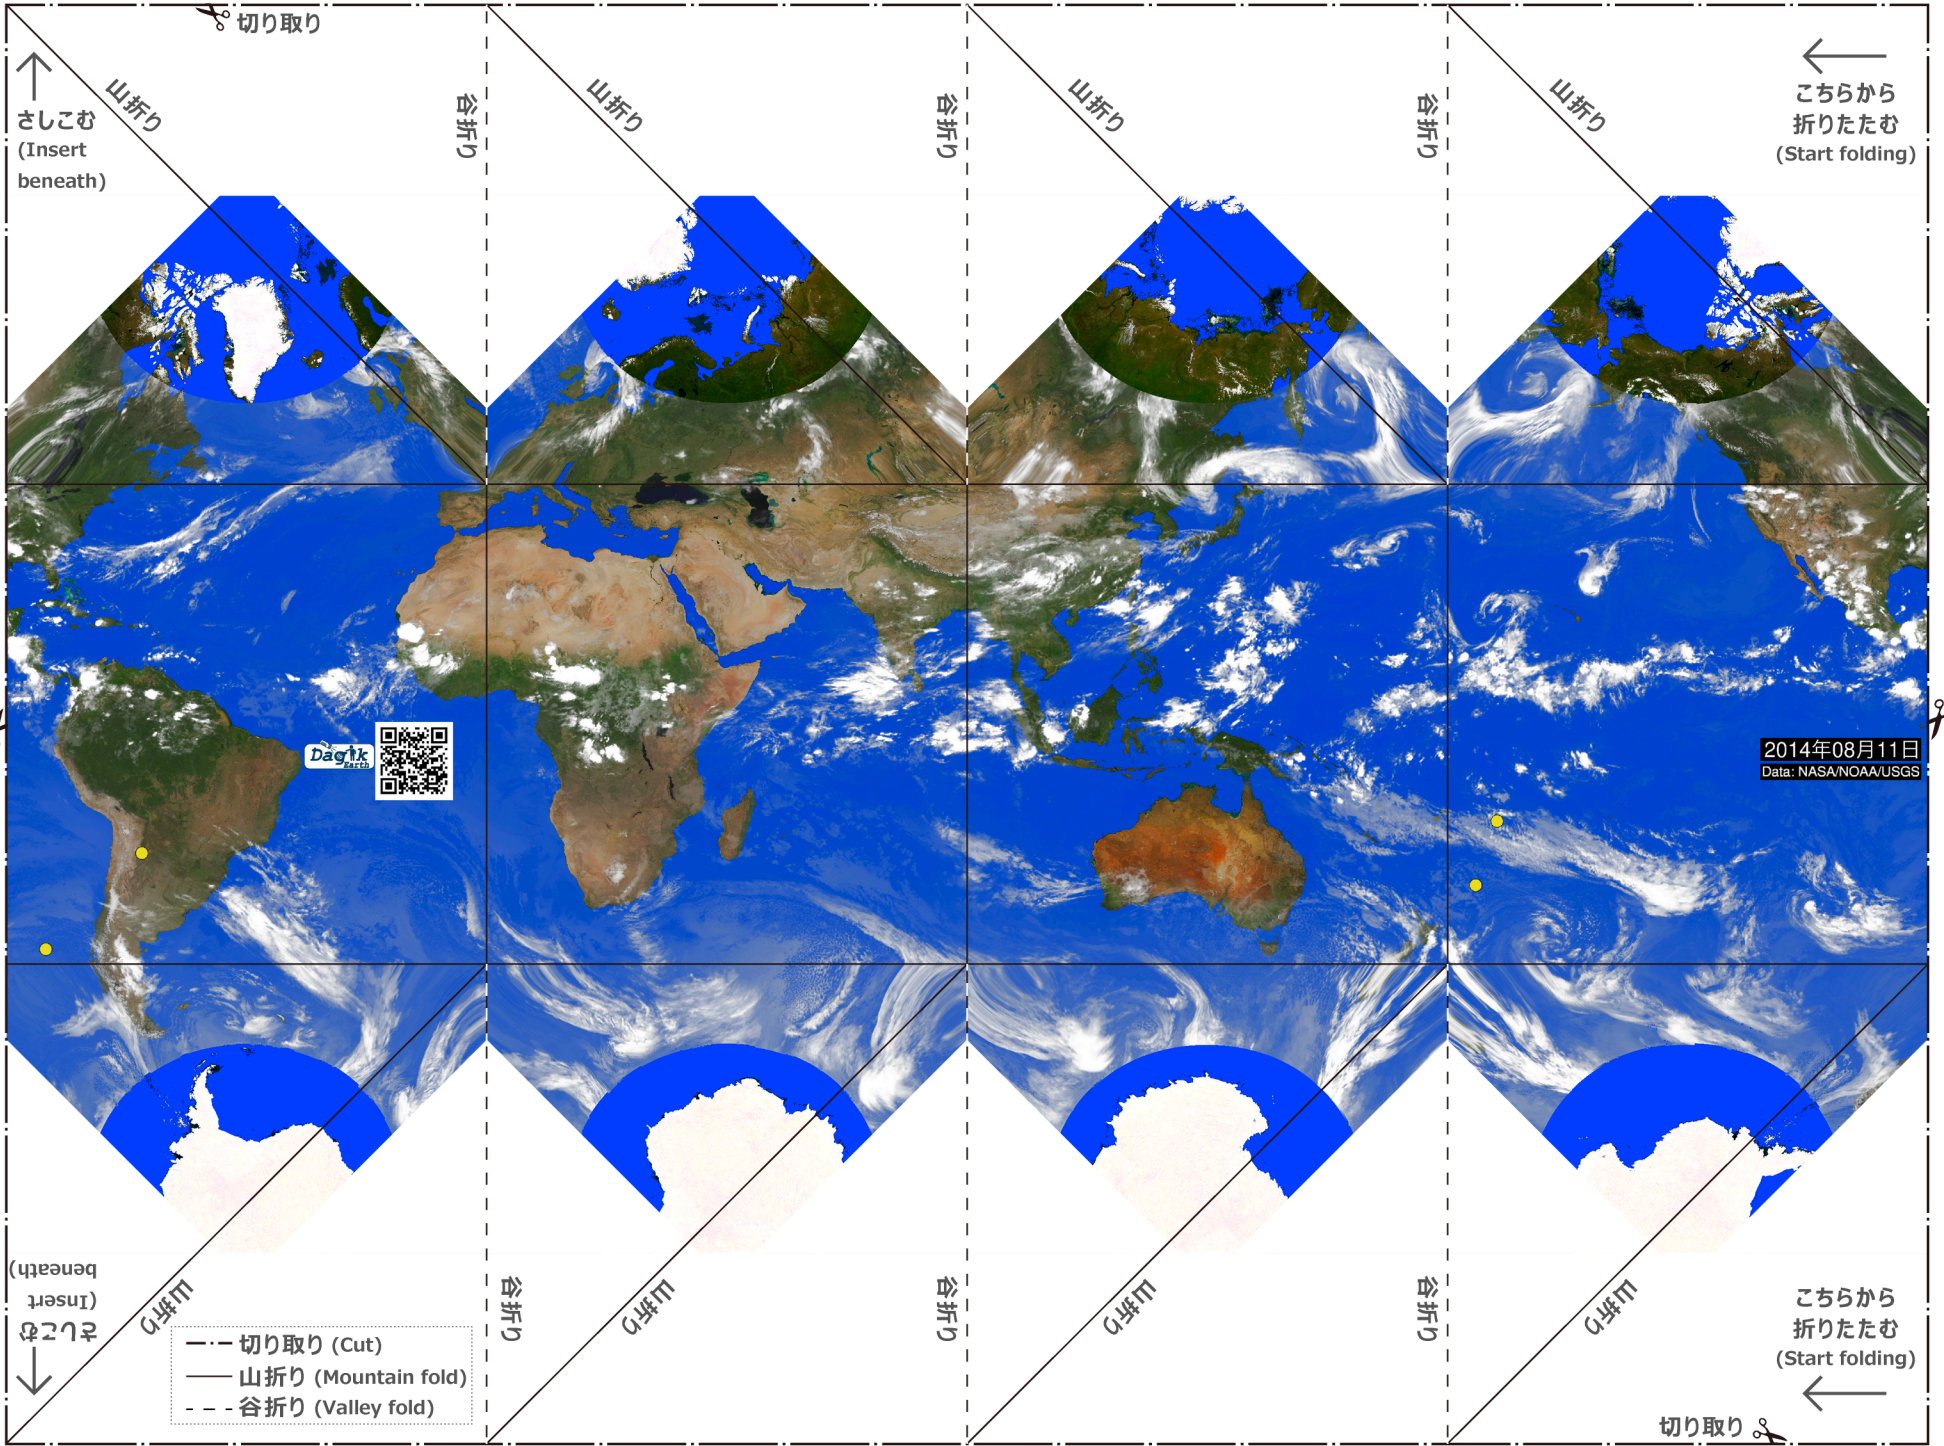 切り取り
さしこむ
(Insert
beneath)
山折り
谷折り
山折り
谷折り
山折り
谷折り
山折り
こちらから
折りたたむ
(Start folding)
Dagik
Earth
2014年08月11日
Data: NASA/NOAA/USGS
さしこむ
(Insert
beneath)
山折り
谷折り
山折り
谷折り
山折り
谷折り
山折り
こちらから
折りたたむ
(Start folding)
切り取り (Cut)
山折り (Mountain fold)
谷折り (Valley fold)
切り取り